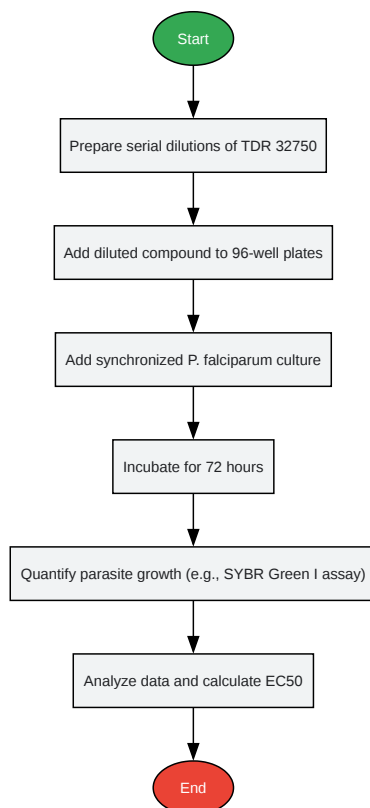 Start
Prepare serial dilutions of TDR 32750
Add diluted compound to 96-well plates
Add synchronized P. falciparum culture
Incubate for 72 hours
Quantify parasite growth (e.g., SYBR Green I assay)
Analyze data and calculate EC50
End